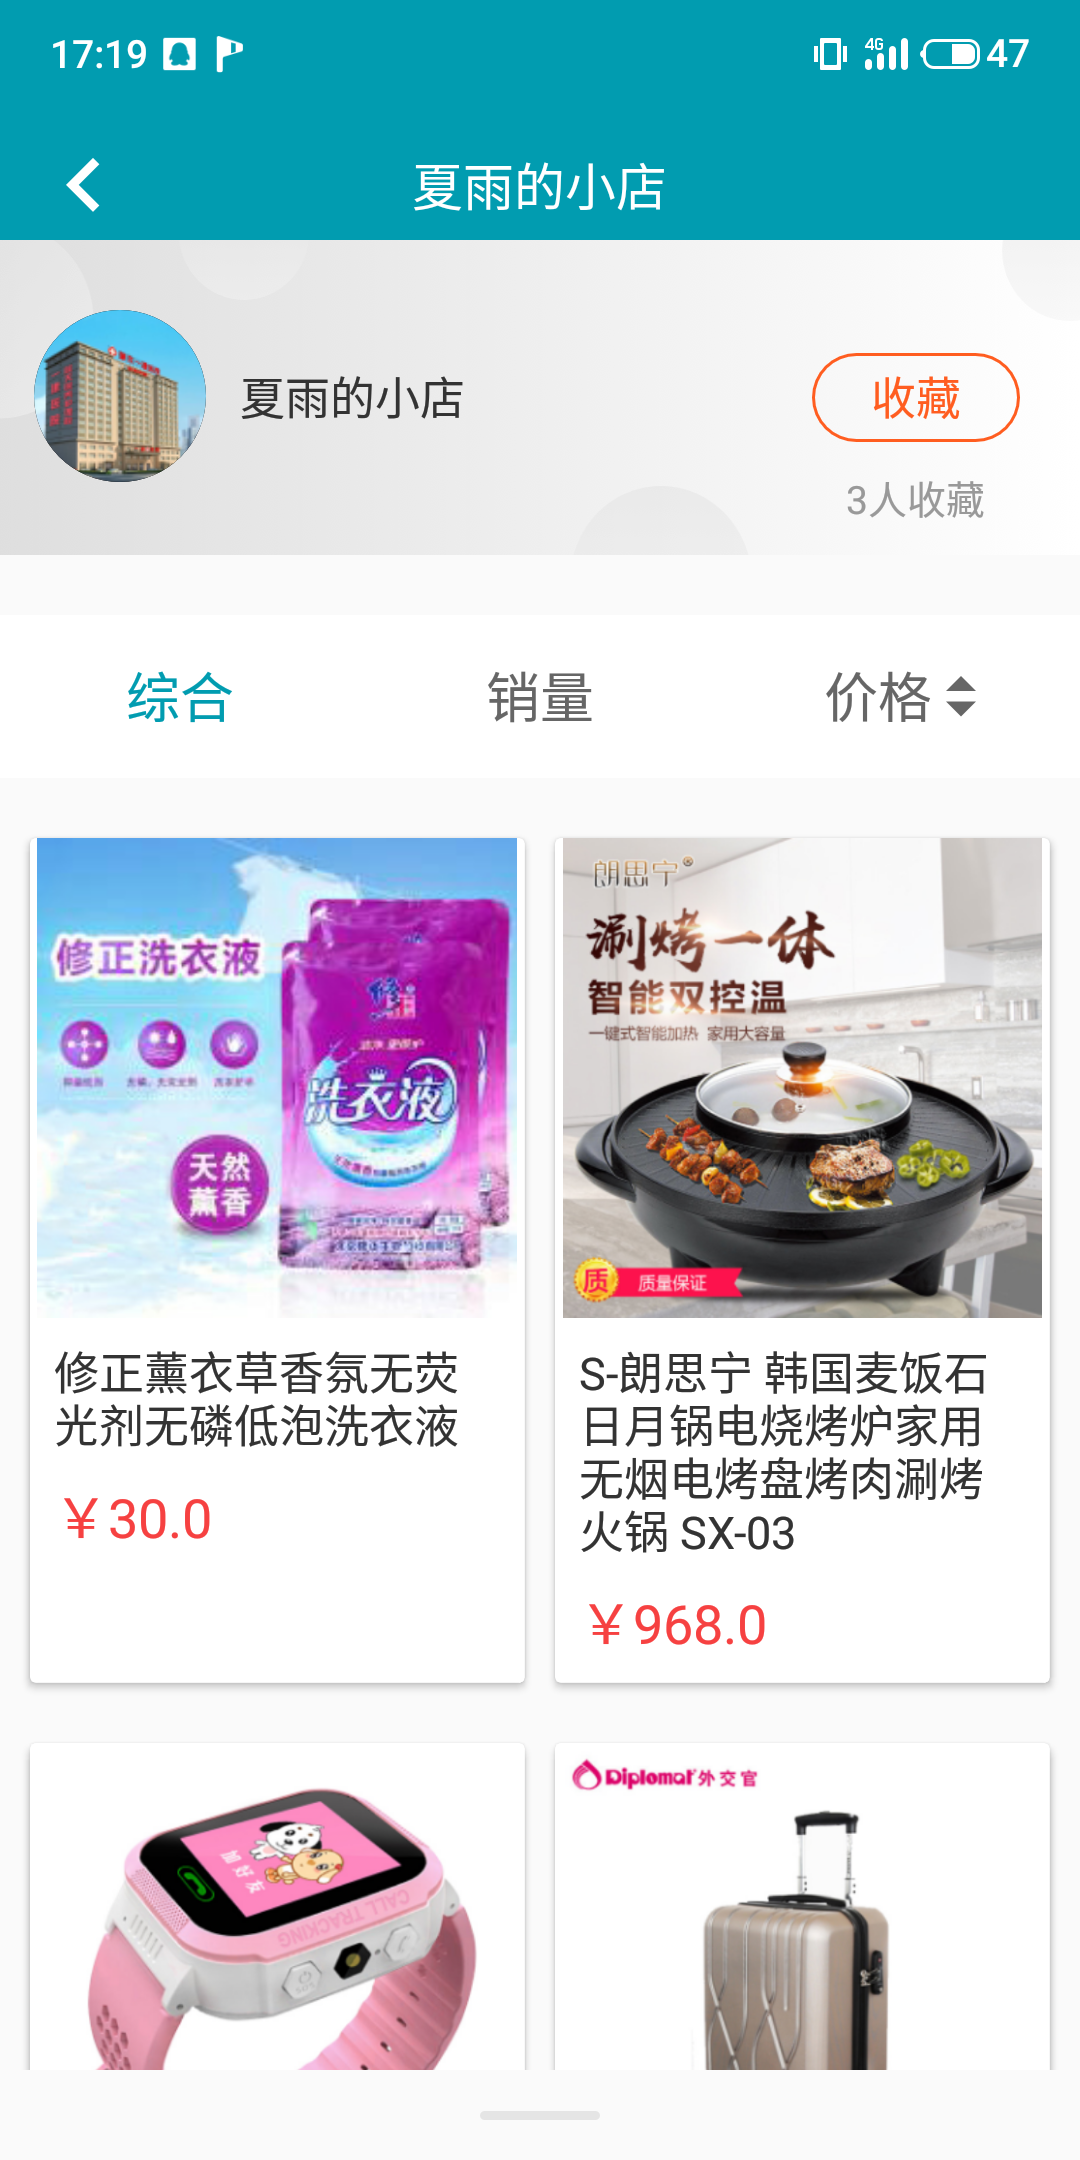 17:19
4G
47
夏雨的小店
夏雨的小店
收藏
3人收藏
综合
销量
价格
修正洗衣液
天然
薰香
洗衣液
朗思宁®
涮烤一体
智能双控温
一键式智能加热 家用大容量
质
质量保证
修正薰衣草香氛无荧
光剂无磷低泡洗衣液
￥30.0
S-朗思宁 韩国麦饭石
日月锅电烧烤炉家用
无烟电烤盘烤肉涮烤
火锅 SX-03
￥968.0
加好友
CALL TRACKING
Diplomat 外交官